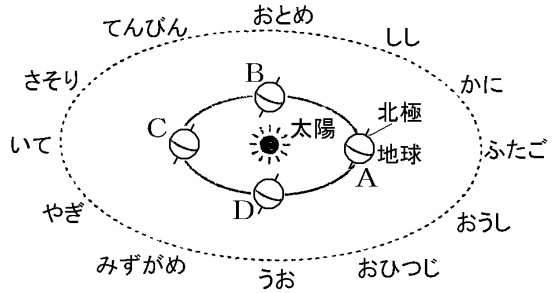 おとめ
てんびん
しし
さそり
かに
B
北極
C
太陽
いて
地球
ふたご
A
やぎ
D
おうし
みずがめ
おひつじ
うお